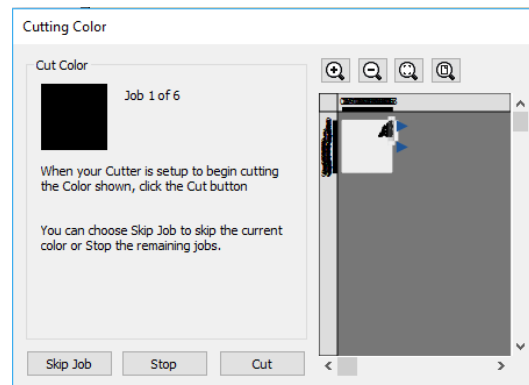 Cutting Color
Cut Color
Job 1 of 6
When your Cutter is setup to begin cutting
the Color shown, click the Cut button
You can choose Skip Job to skip the current
color or Stop the remaining jobs.
Skip Job
Stop
Cut